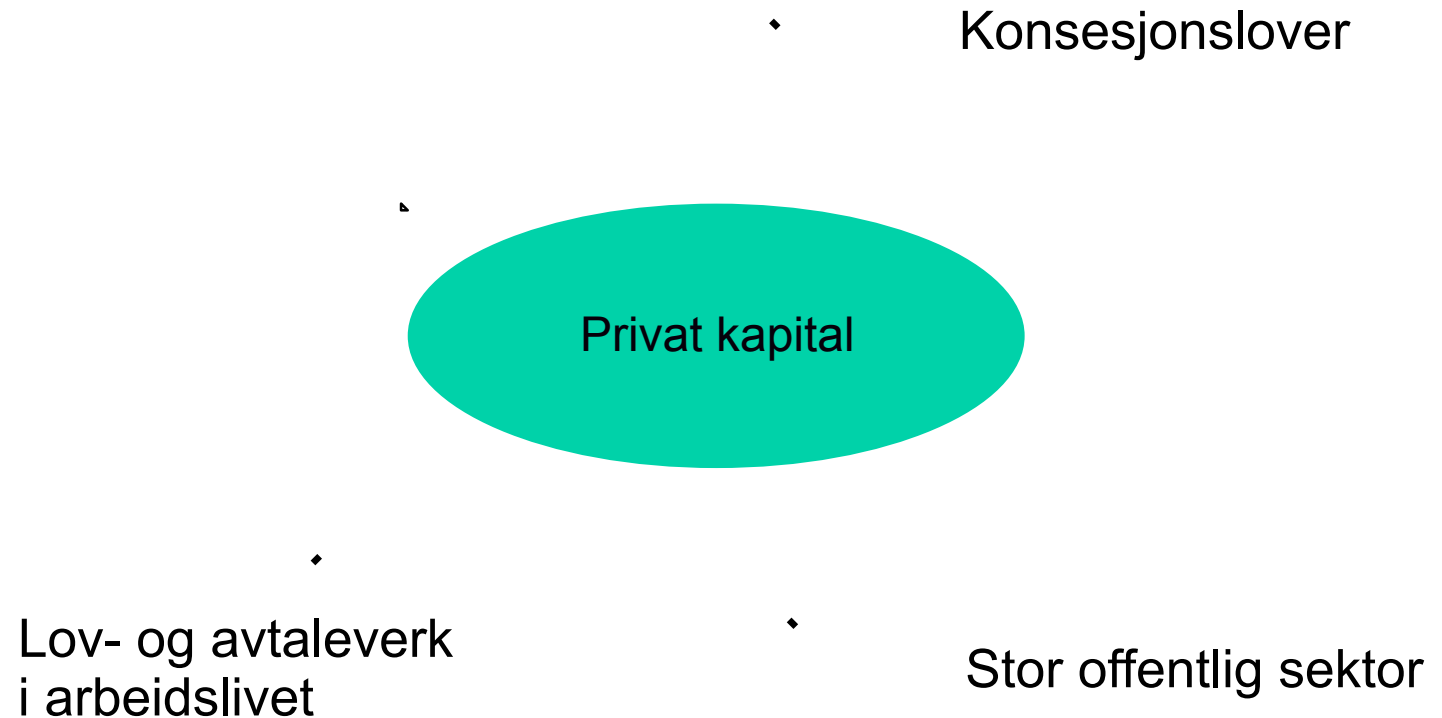 Konsesjonslover
Privat kapital
Lov- og avtaleverk
i arbeidslivet
Stor offentlig sektor